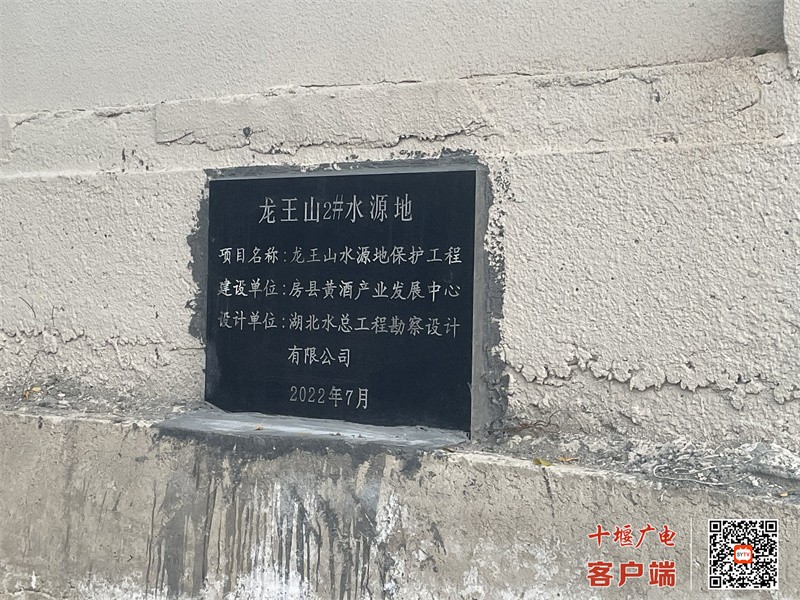 龙王山2#水源地
项目名称:龙王山水源地保护工程
建设单位:房县黄酒产业发展中心
设计单位:湖北水总工程勘察设计
有限公司
2022年7月
十堰广电
客户端